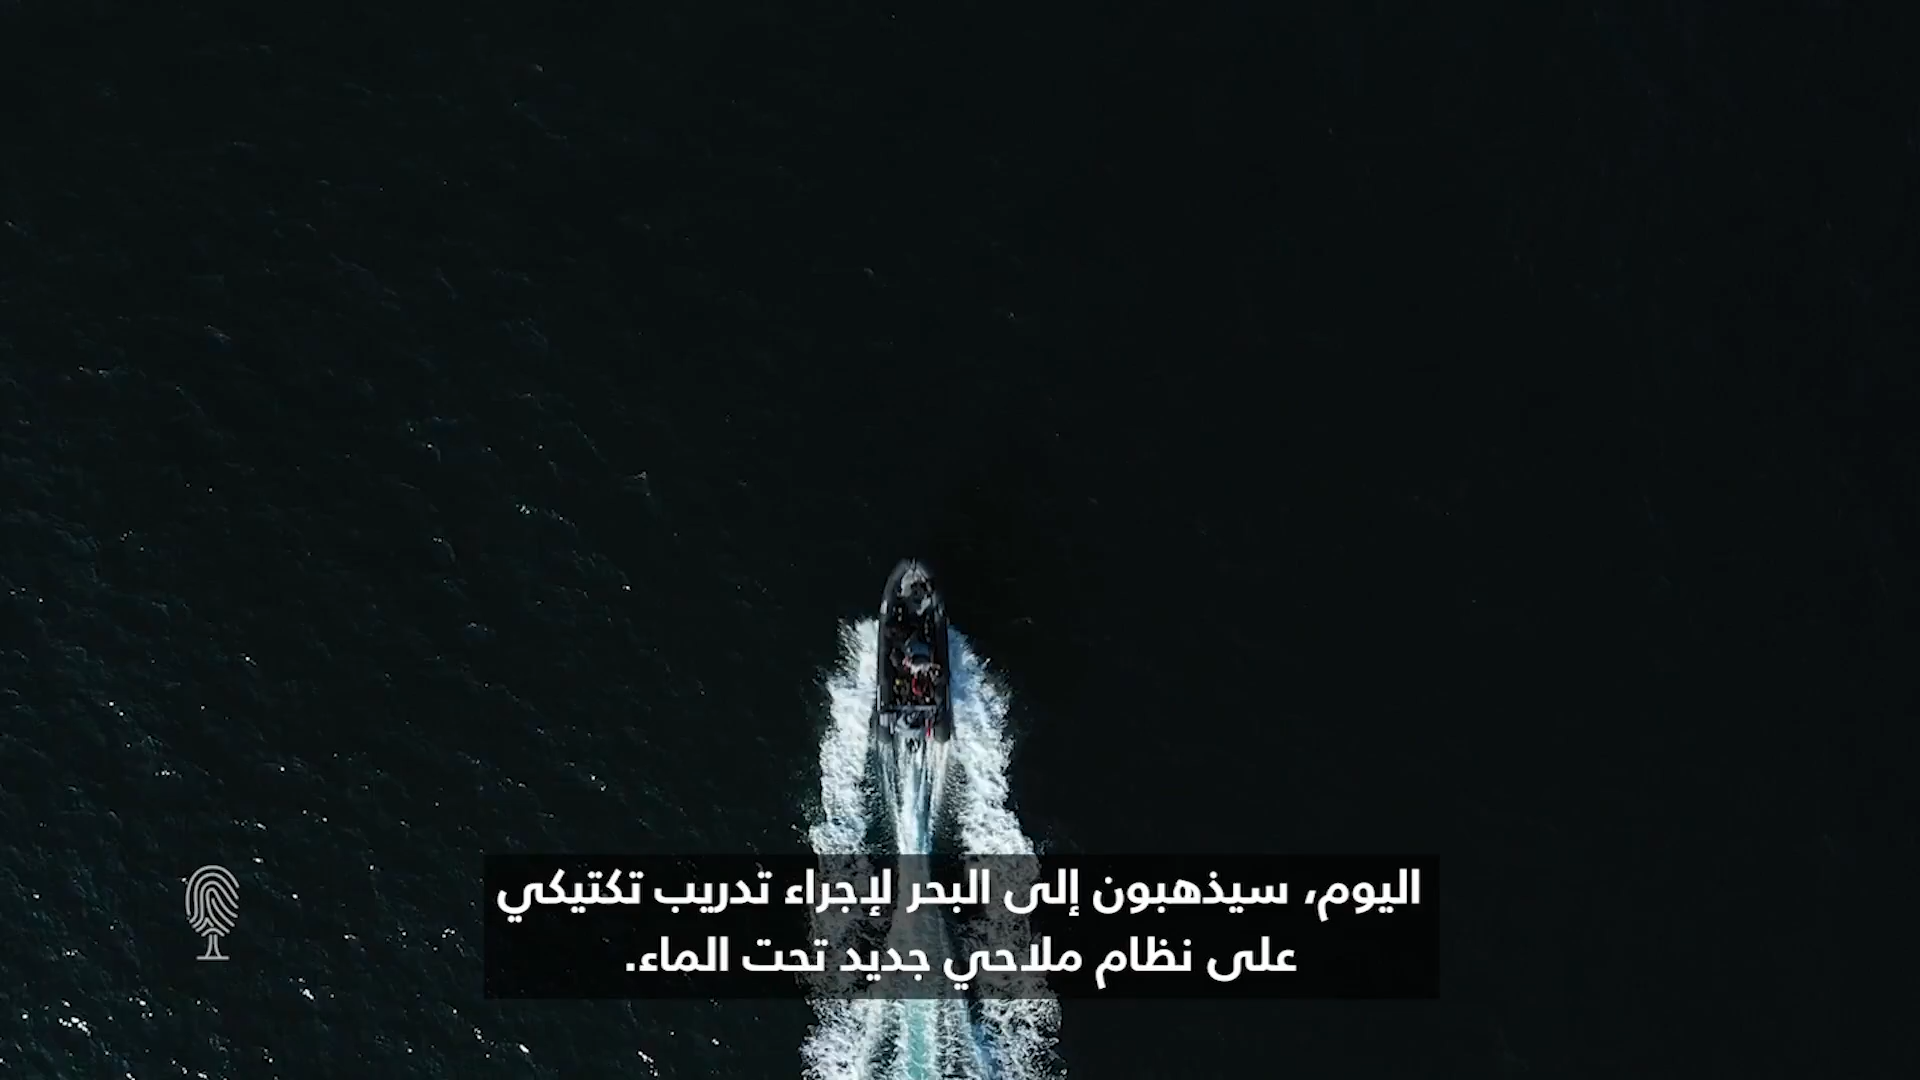 اليوم، سيذهبون إلى البحر لإجراء تدريب تكتيكي
على نظام ملاحي جديد تحت الماء.